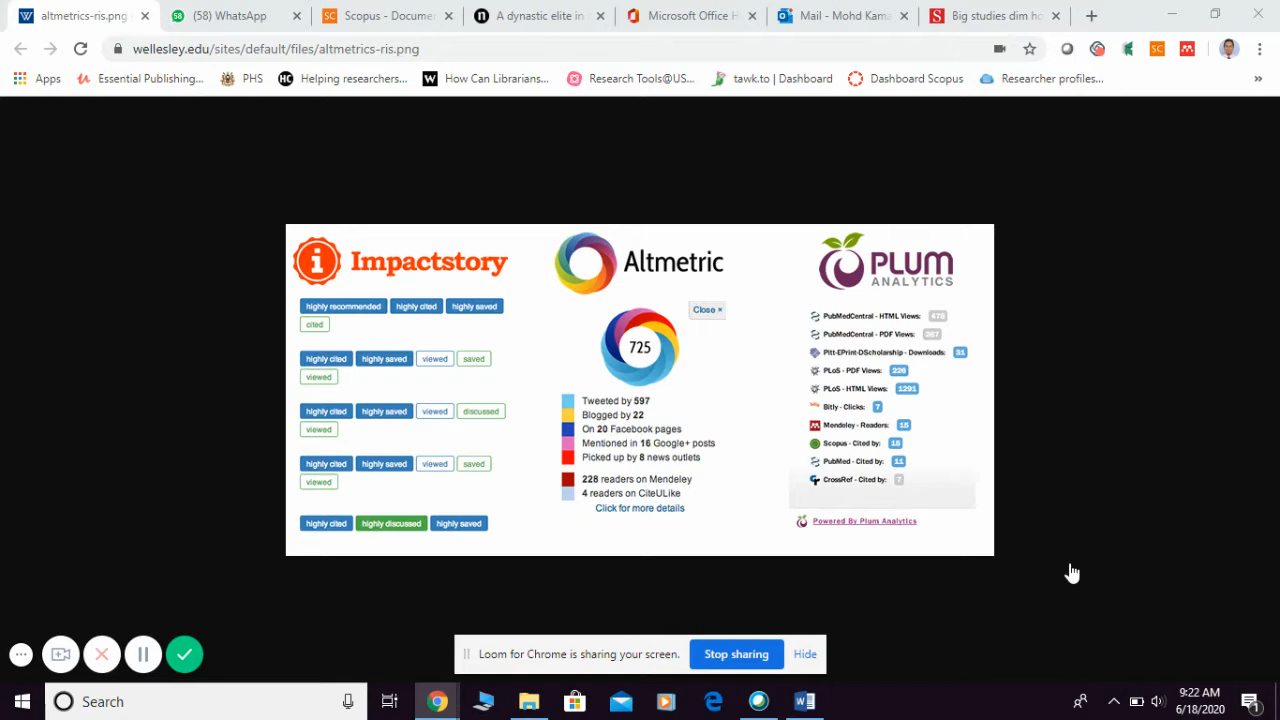 altmetrics-ris.png
(58) WhatsApp
Scopus - Discumer
A dynastic elite in
Microsoft Office H
Mail - Mohd Kama
Big studies dim mo
wellesley.edu/sites/default/files/altmetrics-ris.png
Apps
Essential Publishing...
PHS
Helping researchers...
How Can Librarians...
Research Tools@US...
tawk.to | Dashboard
Dashboard Scopus
Researcher profiles...
»
Impactstory
highly recommended highly cited highly saved
cited
highly cited highly saved viewed saved
viewed
highly cited highly saved viewed discussed
viewed
highly cited highly saved viewed saved
viewed
highly cited highly discussed highly saved
Altmetric
Close ×
725
Tweeted by 597
Blogged by 22
On 20 Facebook pages
Mentioned in 16 Google+ posts
Picked up by 8 news outlets
228 readers on Mendeley
4 readers on CiteULike
Click for more details
PLUM
ANALYTICS
PubMedCentral - HTML Views: 475
PubMedCentral - PDF Views: 267
Pitt-EPrint-DScholarship - Downloads: 31
PLoS - PDF Views: 226
PLoS - HTML Views: 1291
Bitly - Clicks: 7
Mendeley - Readers: 15
Scopus - Cited by: 15
PubMed - Cited by: 11
CrossRef - Cited by: 7
Powered By Plum Analytics
Loom for Chrome is sharing your screen. Stop sharing Hide
Search
9:22 AM
6/18/2020